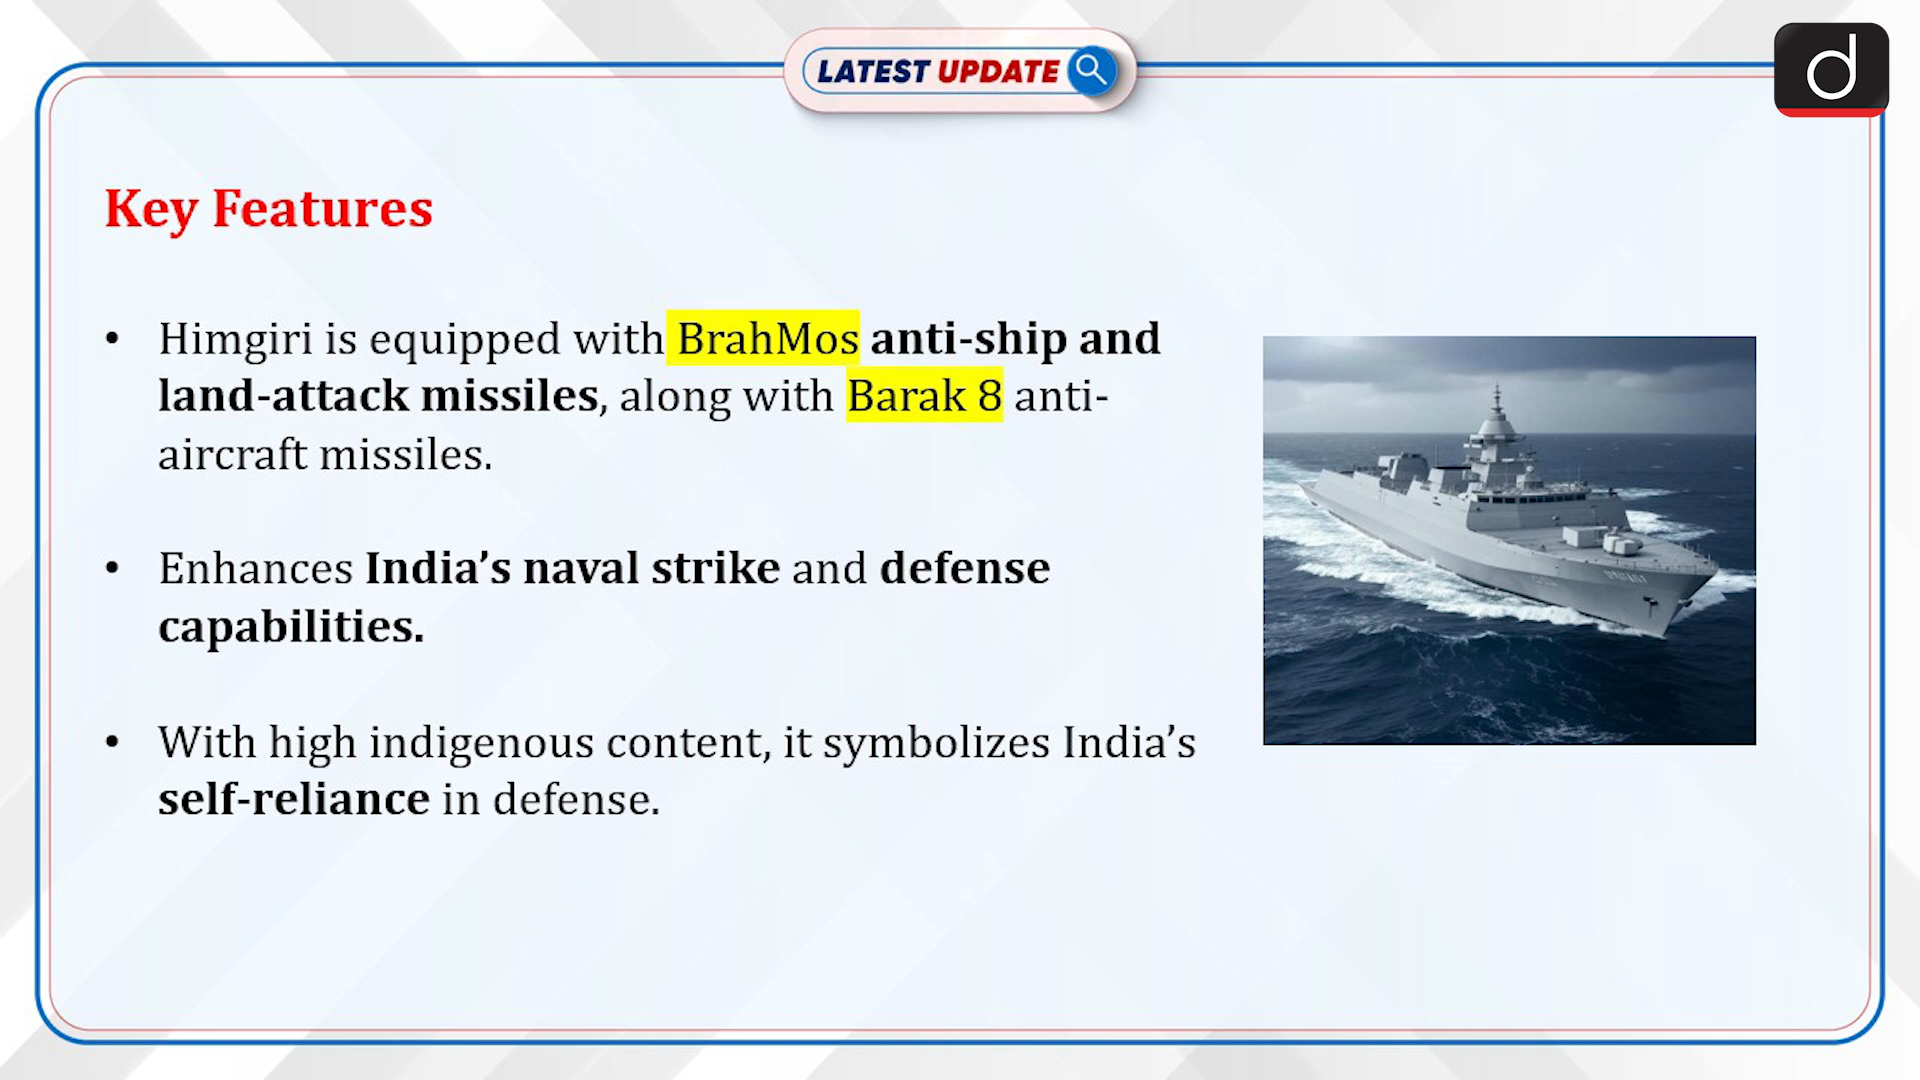 LATEST UPDATE
d
Key Features
• Himgiri is equipped with BrahMos anti-ship and
land-attack missiles, along with Barak 8 anti-
aircraft missiles.
• Enhances India’s naval strike and defense
capabilities.
• With high indigenous content, it symbolizes India’s
self-reliance in defense.